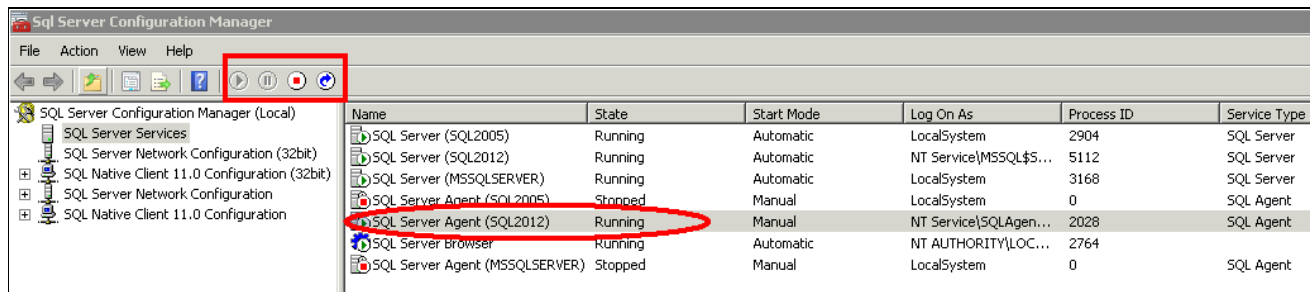 Sql Server Configuration Manager
File Action View Help
SQL Server Configuration Manager (Local)
SQL Server Services
SQL Server Network Configuration (32bit)
SQL Native Client 11.0 Configuration (32bit)
SQL Server Network Configuration
SQL Native Client 11.0 Configuration
Name State Start Mode Log On As Process ID Service Type
SQL Server (SQL2005) Running Automatic LocalSystem 2904 SQL Server
SQL Server (SQL2012) Running Automatic NT Service\MSSQL$S... 5112 SQL Server
SQL Server (MSSQLSERVER) Running Automatic LocalSystem 3168 SQL Server
SQL Server Agent (SQL2005) Stopped Manual LocalSystem 0 SQL Agent
SQL Server Agent (SQL2012) Running Manual NT Service\SQLAgen... 2028 SQL Agent
SQL Server Browser Running Automatic NT AUTHORITY\LOC... 2764
SQL Server Agent (MSSQLSERVER) Stopped Manual LocalSystem 0 SQL Agent